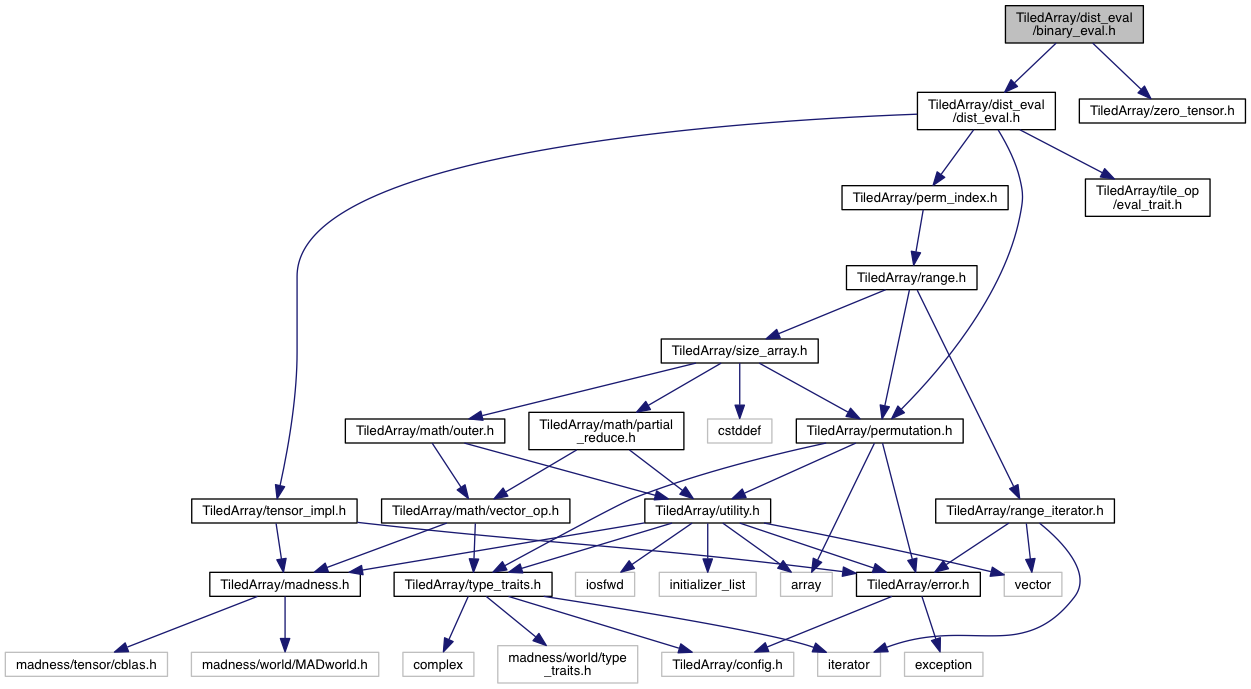 TiledArray/dist_eval
/binary_eval.h
TiledArray/dist_eval
/dist_eval.h
TiledArray/zero_tensor.h
TiledArray/perm_index.h
TiledArray/tile_op
/eval_trait.h
TiledArray/range.h
TiledArray/size_array.h
TiledArray/math/outer.h
TiledArray/math/partial
_reduce.h
cstddef
TiledArray/permutation.h
TiledArray/tensor_impl.h
TiledArray/math/vector_op.h
TiledArray/utility.h
TiledArray/range_iterator.h
TiledArray/madness.h
TiledArray/type_traits.h
iosfwd
initializer_list
array
TiledArray/error.h
vector
madness/tensor/cblas.h
madness/world/MADworld.h
complex
madness/world/type
_traits.h
TiledArray/config.h
iterator
exception